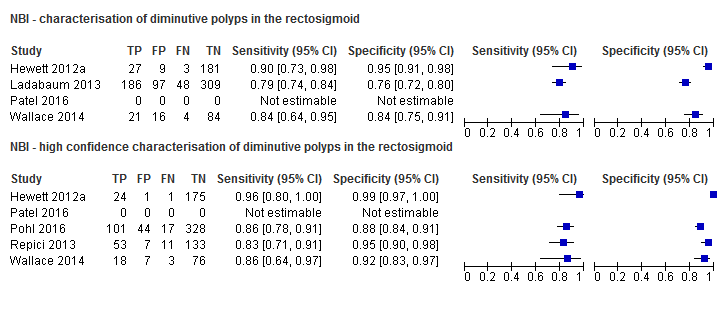 NBI - characterisation of diminutive polyps in the rectosigmoid
Study TP FP FN TN Sensitivity (95% CI) Specificity (95% CI) Sensitivity (95% CI) Specificity (95% CI)
Hewett 2012a 27 9 3 181 0.90 [0.73, 0.98] 0.95 [0.91, 0.98]
Ladabaum 2013 186 97 48 309 0.79 [0.74, 0.84] 0.76 [0.72, 0.80]
Patel 2016 0 0 0 0 Not estimable Not estimable
Wallace 2014 21 16 4 84 0.84 [0.64, 0.95] 0.84 [0.75, 0.91]
0 0.2 0.4 0.6 0.8 1 0 0.2 0.4 0.6 0.8 1
NBI - high confidence characterisation of diminutive polyps in the rectosigmoid
Study TP FP FN TN Sensitivity (95% CI) Specificity (95% CI) Sensitivity (95% CI) Specificity (95% CI)
Hewett 2012a 24 1 1 175 0.96 [0.80, 1.00] 0.99 [0.97, 1.00]
Patel 2016 0 0 0 0 Not estimable Not estimable
Pohl 2016 101 44 17 328 0.86 [0.78, 0.91] 0.88 [0.84, 0.91]
Repici 2013 53 7 11 133 0.83 [0.71, 0.91] 0.95 [0.90, 0.98]
Wallace 2014 18 7 3 76 0.86 [0.64, 0.97] 0.92 [0.83, 0.97]
0 0.2 0.4 0.6 0.8 1 0 0.2 0.4 0.6 0.8 1